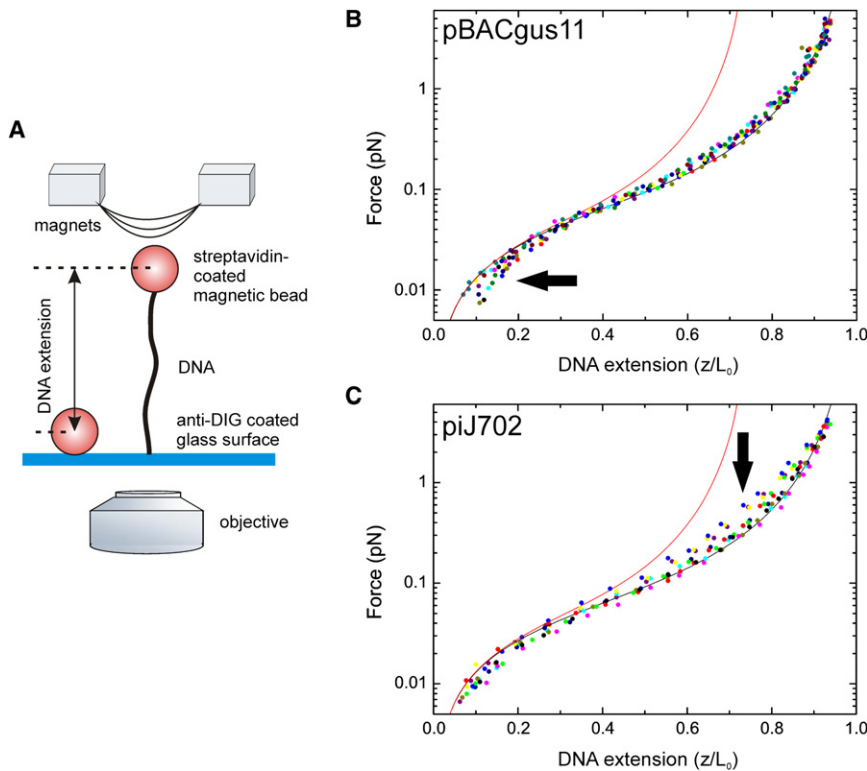 A
magnets
streptavidin-
coated
magnetic bead
DNA extension
DNA
anti-DIG coated
glass surface
objective
B
pBACgus11
Force (pN)
1
0.1
0.01
0.0 0.2 0.4 0.6 0.8 1.0
DNA extension (z/L₀)
C
piJ702
Force (pN)
1
0.1
0.01
0.0 0.2 0.4 0.6 0.8 1.0
DNA extension (z/L₀)